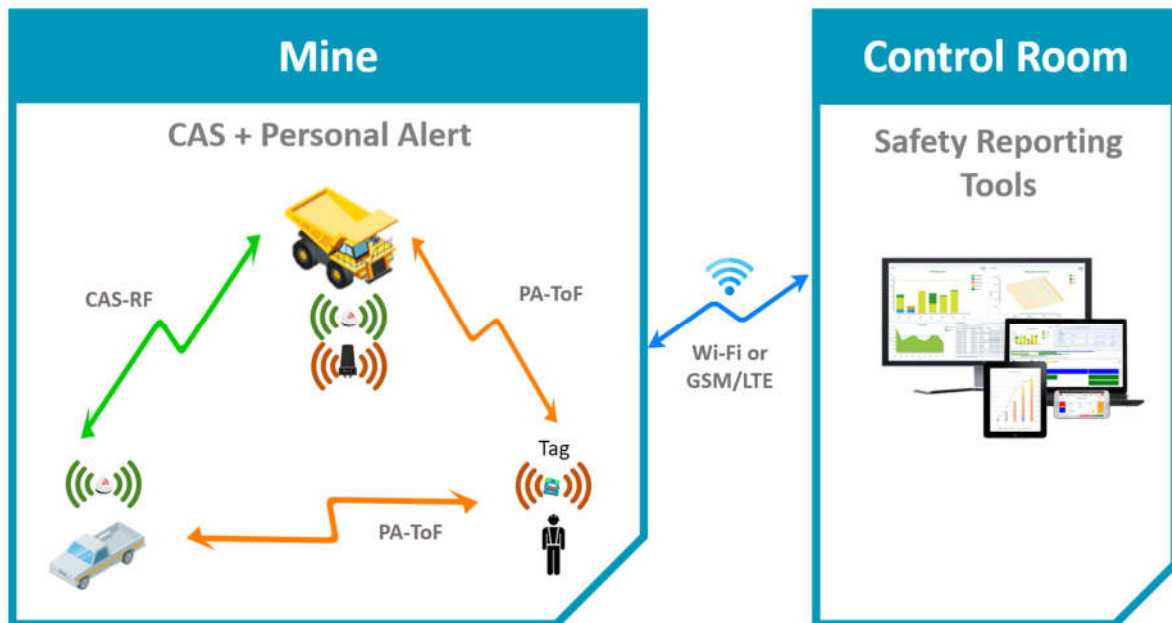 Mine
CAS + Personal Alert
CAS-RF
PA-ToF
Tag
PA-ToF
Wi-Fi or
GSM/LTE
Control Room
Safety Reporting
Tools